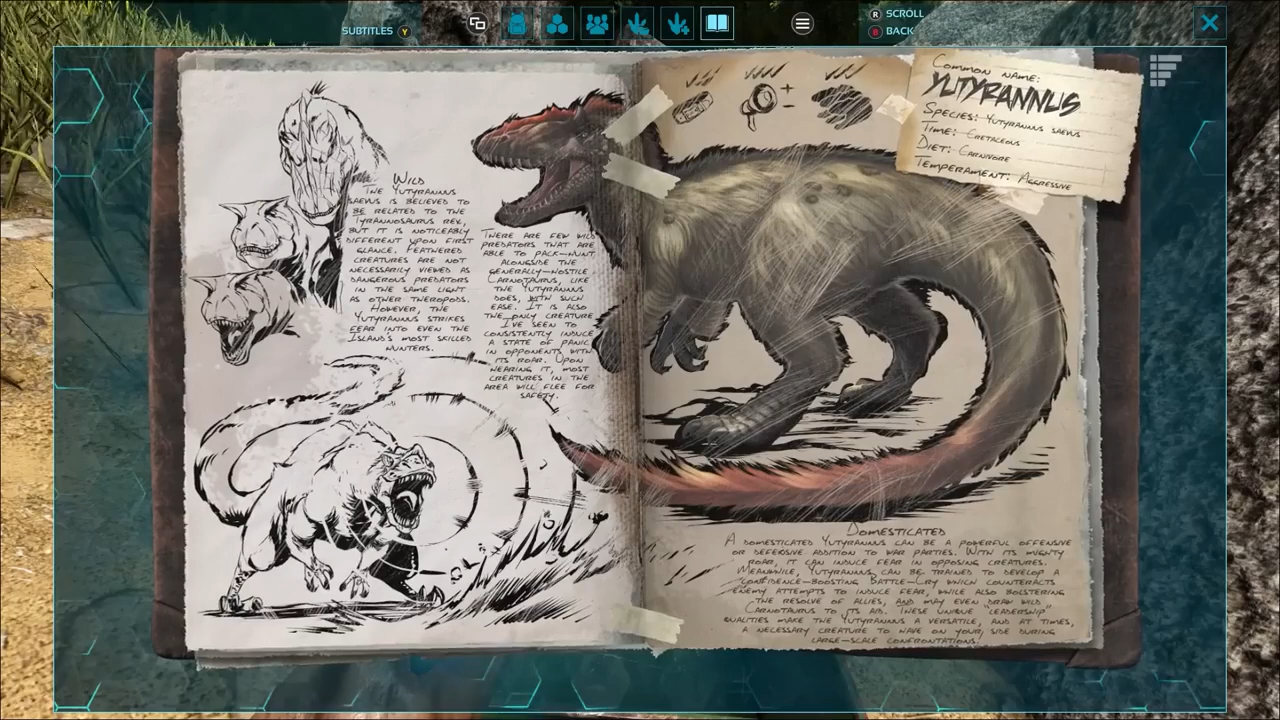 SUBTITLES Y
R SCROLL
B BACK
COMMON NAME:
YUTYRANNUS
SPECIES: YUTYRANNUS SAEVUS
TIME: CRETACEOUS
DIET: CARNIVORE
TEMPERAMENT: AGGRESSIVE
WILD
THE YUTYRANNUS
SAEVUS IS BELIEVED TO
BE RELATED TO THE
TYRANNOSAURUS REX,
BUT IT IS NOTICEABLY
DIFFERENT UPON FIRST
GLANCE. FEATHERED
CREATURES ARE NOT
NECESSARILY VIEWED AS
DANGEROUS PREDATORS
IN THE SAME LIGHT
AS OTHER THEROPODS.
HOWEVER, THE
YUTYRANNUS STRIKES
FEAR INTO EVEN THE
ISLAND'S MOST SKILLED
HUNTERS.
THERE ARE FEW WILD
PREDATORS THAT ARE
ABLE TO PACK-HUNT
ALONGSIDE THE
GENERALLY-HOSTILE
CARNOTAURUS, LIKE
THE YUTYRANNUS
DOES, WITH SUCH
EASE. IT IS ALSO
THE ONLY CREATURE
I'VE SEEN TO
CONSISTENTLY INDUCE
A STATE OF PANIC
IN OPPONENTS WITH
ITS ROAR. UPON
HEARING IT, MOST
CREATURES IN THE
AREA WILL FLEE FOR
SAFETY.
DOMESTICATED
A DOMESTICATED YUTYRANNUS CAN BE A POWERFUL OFFENSIVE
OR DEFENSIVE ADDITION TO WAR PARTIES. WITH ITS MIGHTY
ROAR, IT CAN INDUCE FEAR IN OPPOSING CREATURES.
MEANWHILE, YUTYRANNUS CAN BE TRAINED TO DEVELOP A
CONFIDENCE-BOOSTING BATTLE-CRY WHICH COUNTERACTS
ENEMY ATTEMPTS TO INDUCE FEAR, WHILE ALSO BOLSTERING
THE RESOLVE OF ALLIES, AND MAY EVEN DRAW WILD
CARNOTAURUS TO ITS AID. THESE UNIQUE "LEADERSHIP"
QUALITIES MAKE THE YUTYRANNUS A VERSATILE, AND AT TIMES,
A NECESSARY CREATURE TO HAVE ON YOUR SIDE DURING
LARGE-SCALE CONFRONTATIONS.